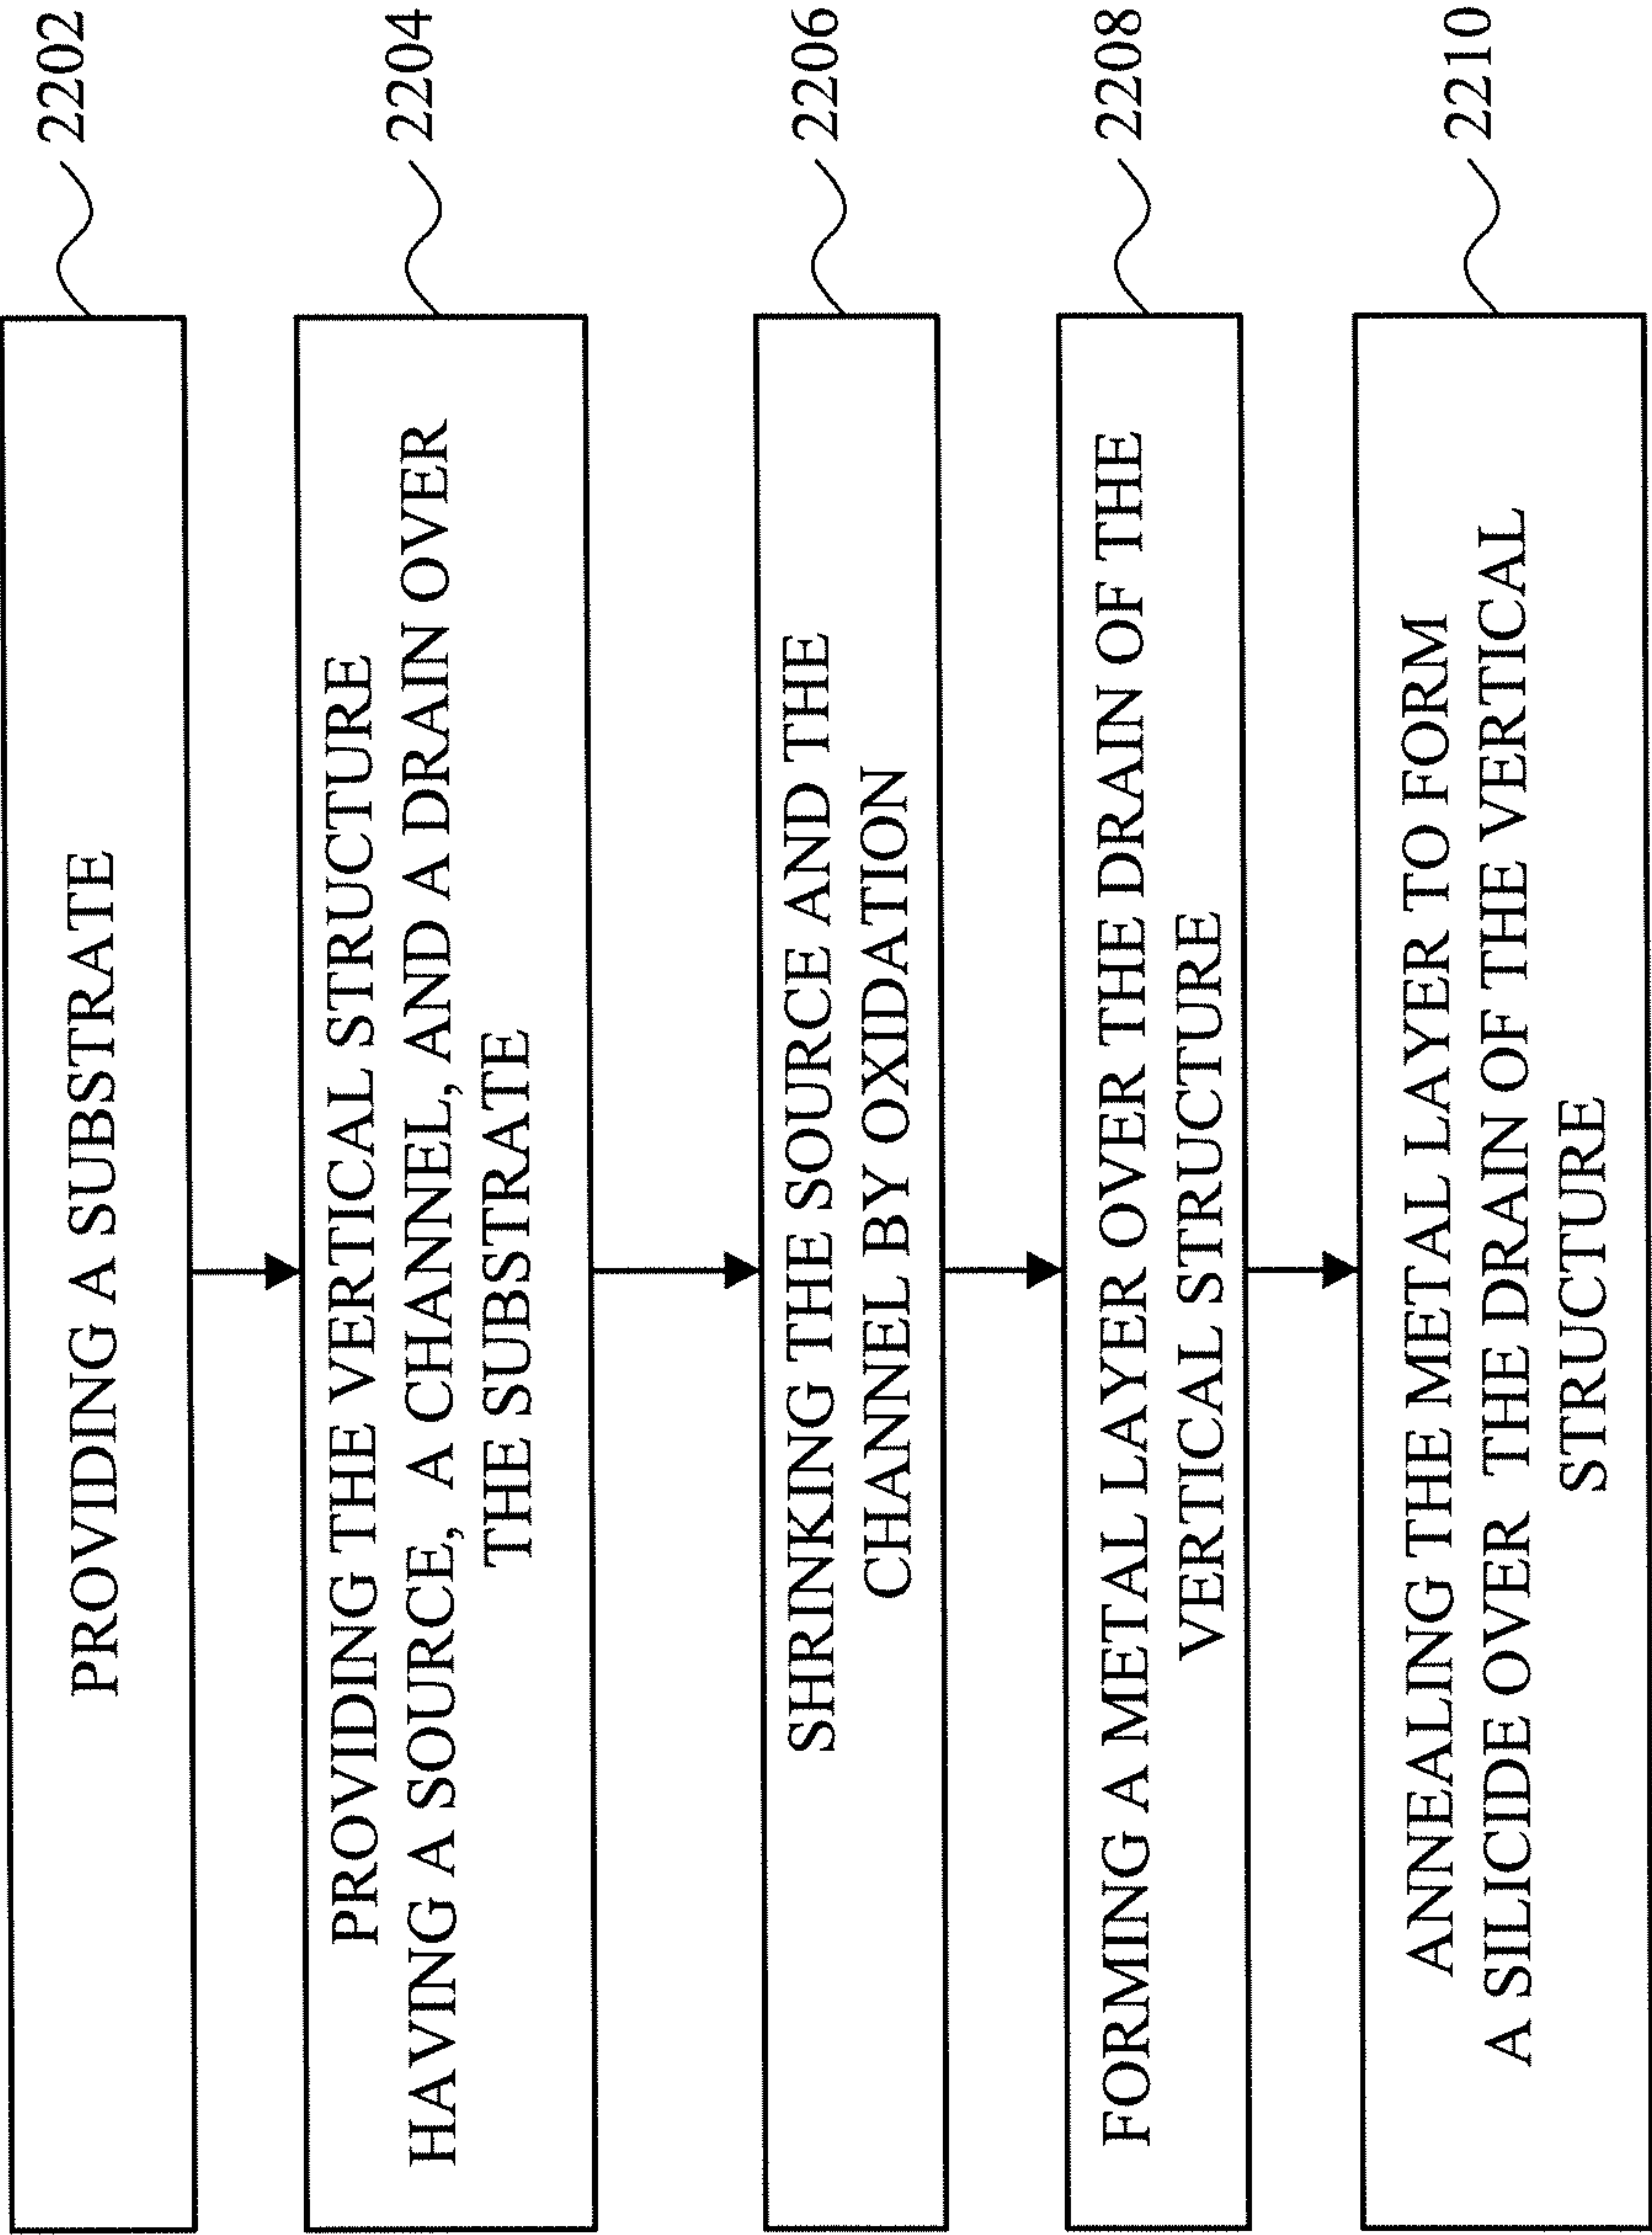 PROVIDING A SUBSTRATE
2202
PROVIDING THE VERTICAL STRUCTURE
HAVING A SOURCE, A CHANNEL, AND A DRAIN OVER
THE SUBSTRATE
2204
SHRINKING THE SOURCE AND THE
CHANNEL BY OXIDATION
2206
FORMING A METAL LAYER OVER THE DRAIN OF THE
VERTICAL STRUCTURE
2208
ANNEALING THE METAL LAYER TO FORM
A SILICIDE OVER THE DRAIN OF THE VERTICAL
STRUCTURE
2210